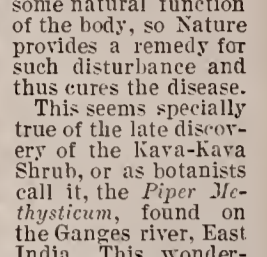 some natural function
of the body, so Nature
provides a remedy for
such disturbance and
thus cures the disease.
This seems specially
true of the late discov-
ery of the Kava-Kava
Shrub, or as botanists
call it, the Piper Me-
thysticum, found on
the Ganges river, East
India. This wonder-